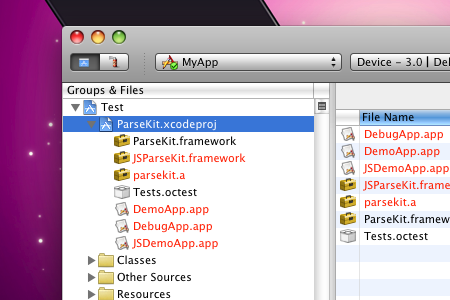 MyApp
Device - 3.0 | De
Groups & Files
Test
ParseKit.xcodeproj
ParseKit.framework
JSParseKit.framework
parsekit.a
Tests.octest
DemoApp.app
DebugApp.app
JSDemoApp.app
Classes
Other Sources
Resources
File Name
DebugApp.app
DemoApp.app
JSDemoApp.app
JSParseKit.frame
parsekit.a
ParseKit.framew
Tests.octest